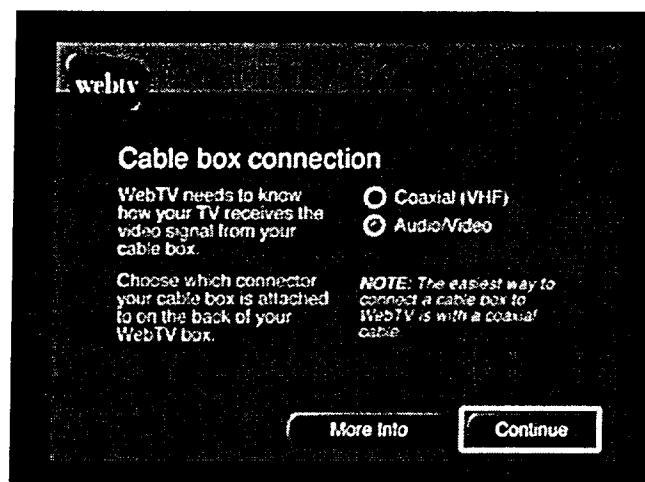 webtv
Cable box connection
WebTV needs to know
how your TV receives the
video signal from your
cable box.
Choose which connector
your cable box is attached
to on the back of your
WebTV box.
Coaxial (VHF)
Audio/Video
NOTE: The easiest way to
connect a cable box to
WebTV is with a coaxial
cable.
More Info
Continue